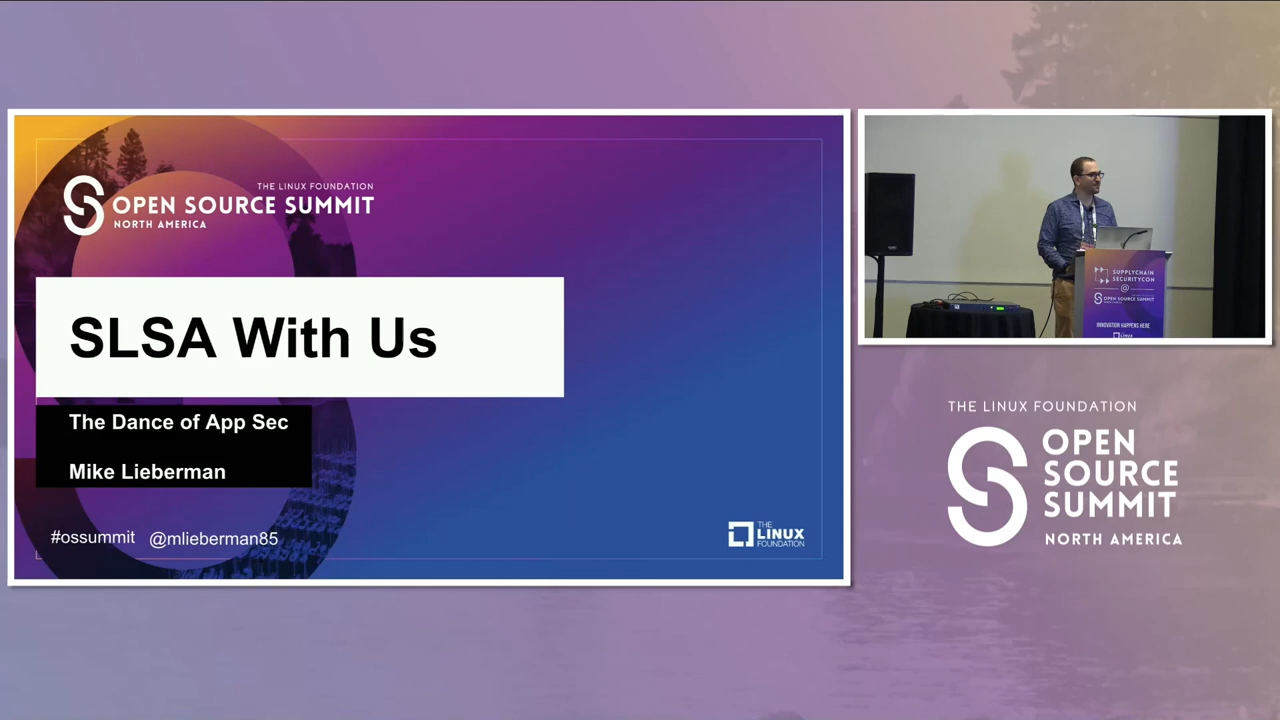 THE LINUX FOUNDATION
OPEN SOURCE SUMMIT
NORTH AMERICA
SLSA With Us
The Dance of App Sec
Mike Lieberman
#ossummit @mlieberman85
THE
LINUX
FOUNDATION
SUPPLYCHAIN
SECURITYCON
@
OPEN SOURCE SUMMIT
INNOVATION HAPPENS HERE
THE LINUX FOUNDATION
OPEN
SOURCE
SUMMIT
NORTH AMERICA